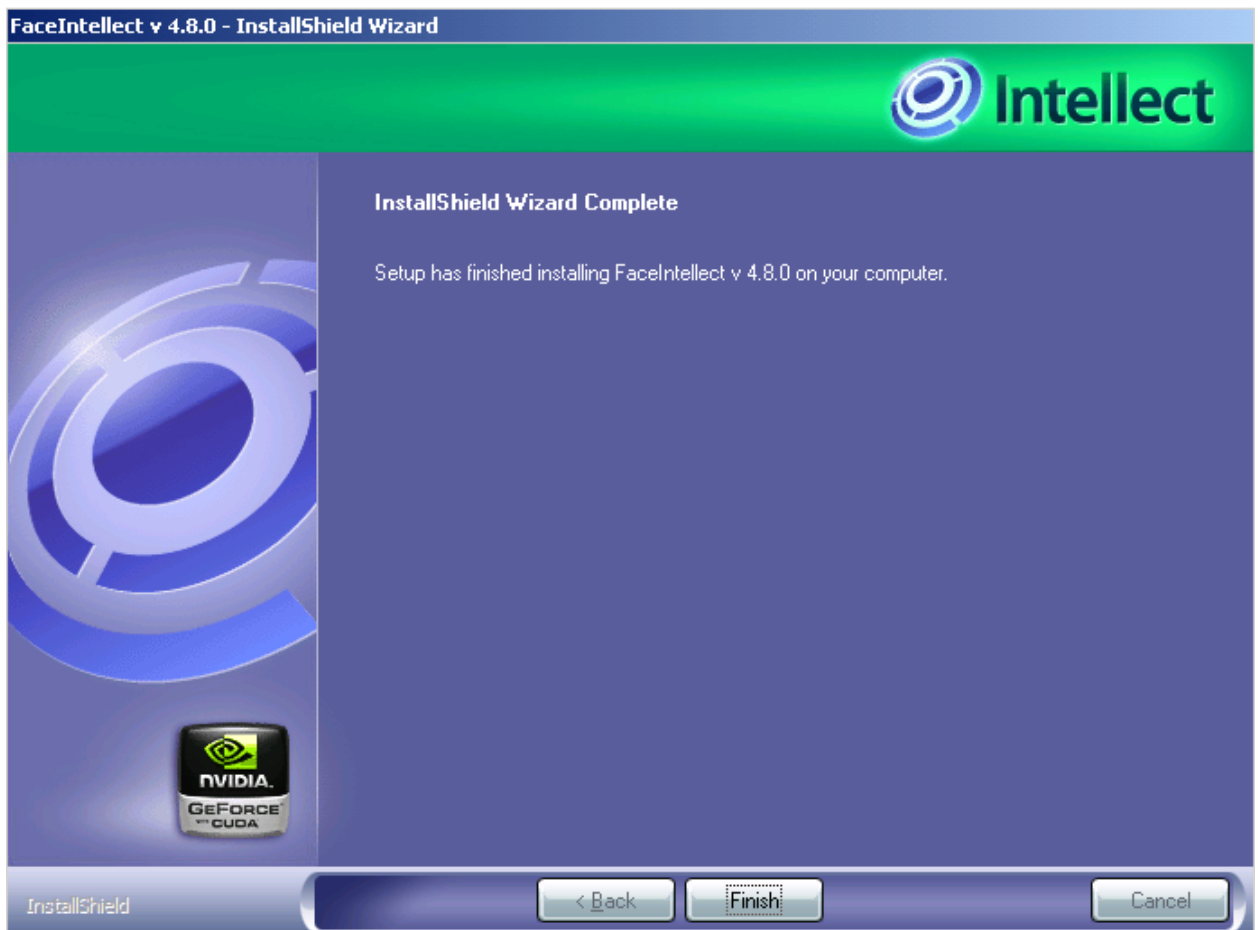 FaceIntellect v 4.8.0 - InstallShield Wizard
Intellect
InstallShield Wizard Complete
Setup has finished installing FaceIntellect v 4.8.0 on your computer.
NVIDIA.
GEFORCE
WITH CUDA
InstallShield
< Back
Finish
Cancel